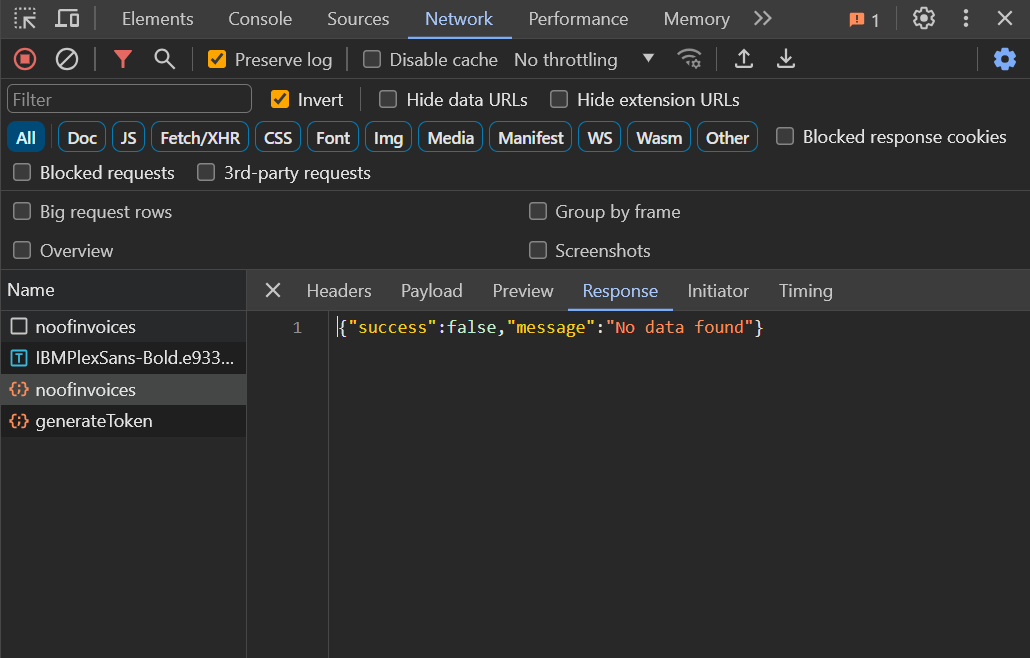 Elements Console Sources Network Performance Memory 1
Preserve log Disable cache No throttling
Filter Invert Hide data URLs Hide extension URLs
All Doc JS Fetch/XHR CSS Font Img Media Manifest WS Wasm Other Blocked response cookies
Blocked requests 3rd-party requests
Big request rows Group by frame
Overview Screenshots
Name Headers Payload Preview Response Initiator Timing
noofinvoices 1 {"success":false,"message":"No data found"}
T IBMPlexSans-Bold.e933...
noofinvoices
generateToken